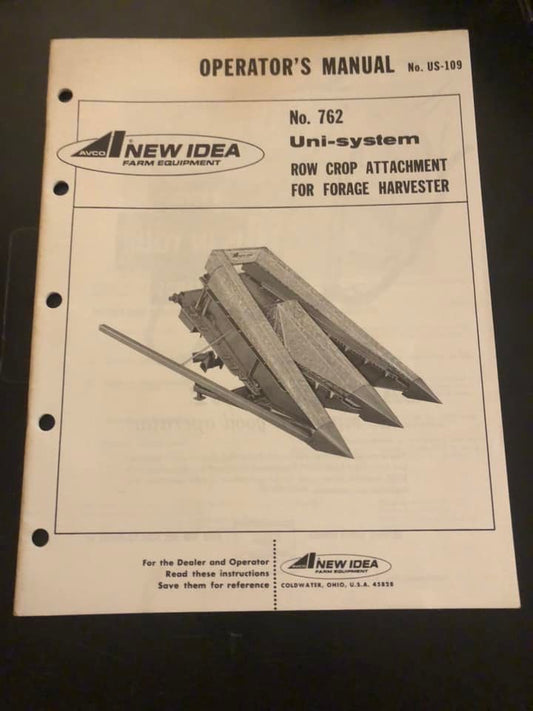 OPERATOR'S MANUAL No. US-109
No. 762
Uni-system
ROW CROP ATTACHMENT
FOR FORAGE HARVESTER
AVCO NEW IDEA
FARM EQUIPMENT
For the Dealer and Operator
Read these instructions
Save them for reference
AVCO NEW IDEA
FARM EQUIPMENT
COLDWATER, OHIO, U.S.A. 45828